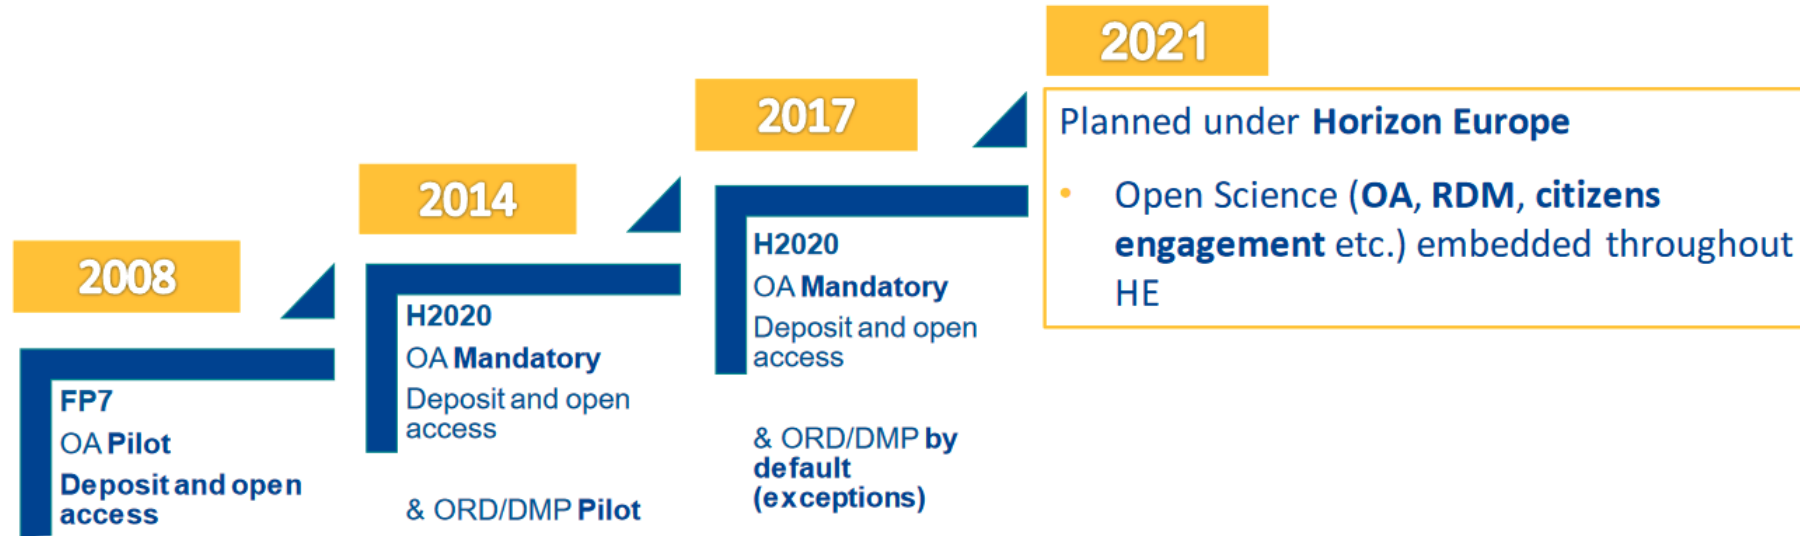 2008
FP7
OA Pilot
Deposit and open
access
2014
H2020
OA Mandatory
Deposit and open
access
& ORD/DMP Pilot
2017
H2020
OA Mandatory
Deposit and open
access
& ORD/DMP by
default
(exceptions)
2021
Planned under Horizon Europe
• Open Science (OA, RDM, citizens
engagement etc.) embedded throughout
HE